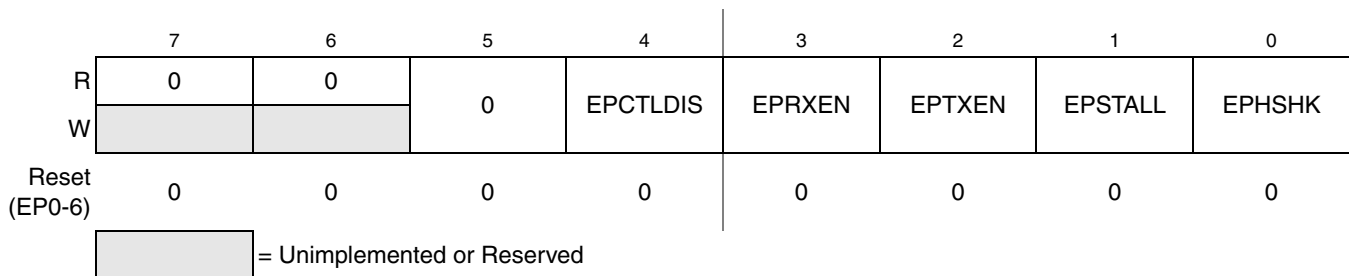 7 6 5 4 3 2 1 0
R 0 0 0 EPCTLDIS EPRXEN EPTXEN EPSTALL EPHSHK
W
Reset
(EP0-6) 0 0 0 0 0 0 0 0
= Unimplemented or Reserved